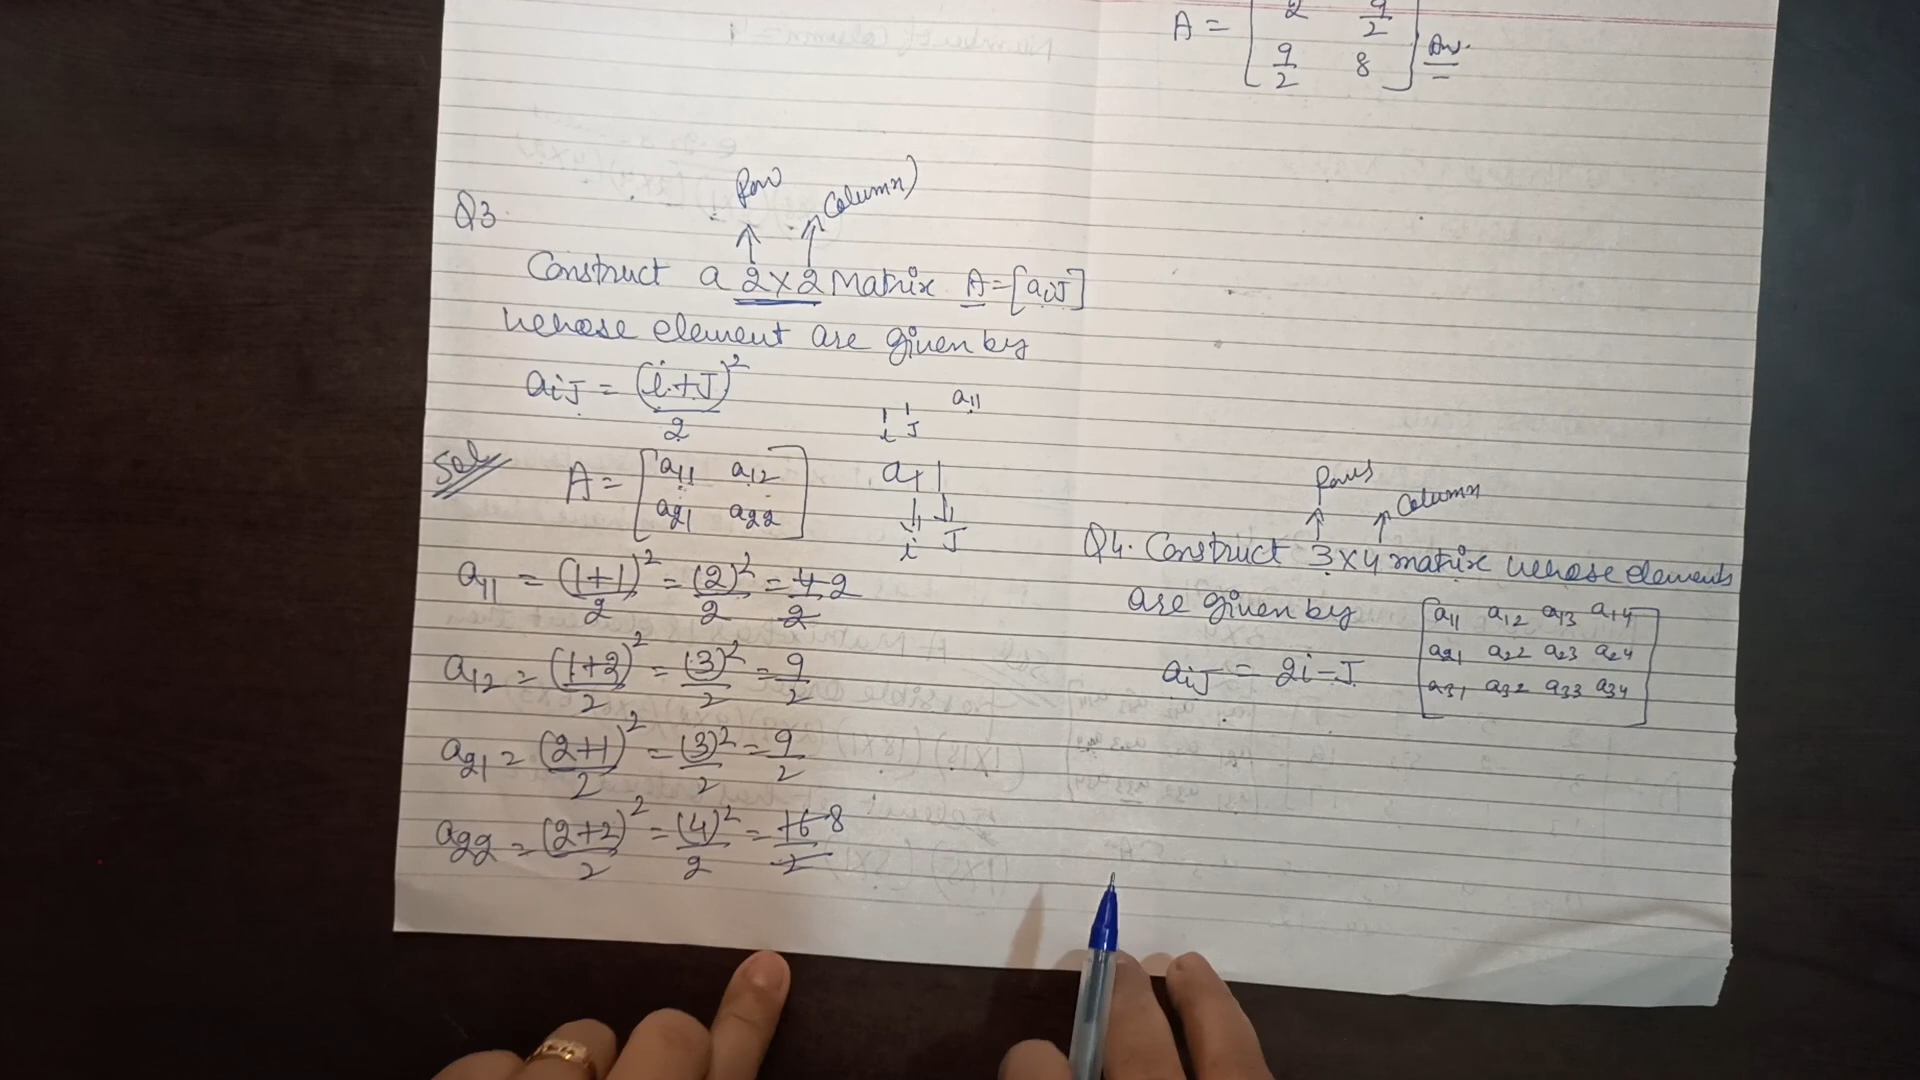 A = [ 2 9/2
9/2 8 ] Ans.
Row Column)
Q3.
Construct a 2×2 Matrix A=[aiJ]
whose element are given by
aiJ = (i+J)²/2
i J a11
Sol A = [ a11 a12
a21 a22 ]
a11
i J
a11 = (1+1)²/2 = (2)²/2 = 4/2 2
a12 = (1+2)²/2 = (3)²/2 = 9/2
a21 = (2+1)²/2 = (3)²/2 = 9/2
a22 = (2+2)²/2 = (4)²/2 = 16/2 8
Rows Column
Q4. Construct 3×4 matrix whose elements
are given by
aiJ = 2i-J
[ a11 a12 a13 a14
a21 a22 a23 a24
a31 a32 a33 a34 ]